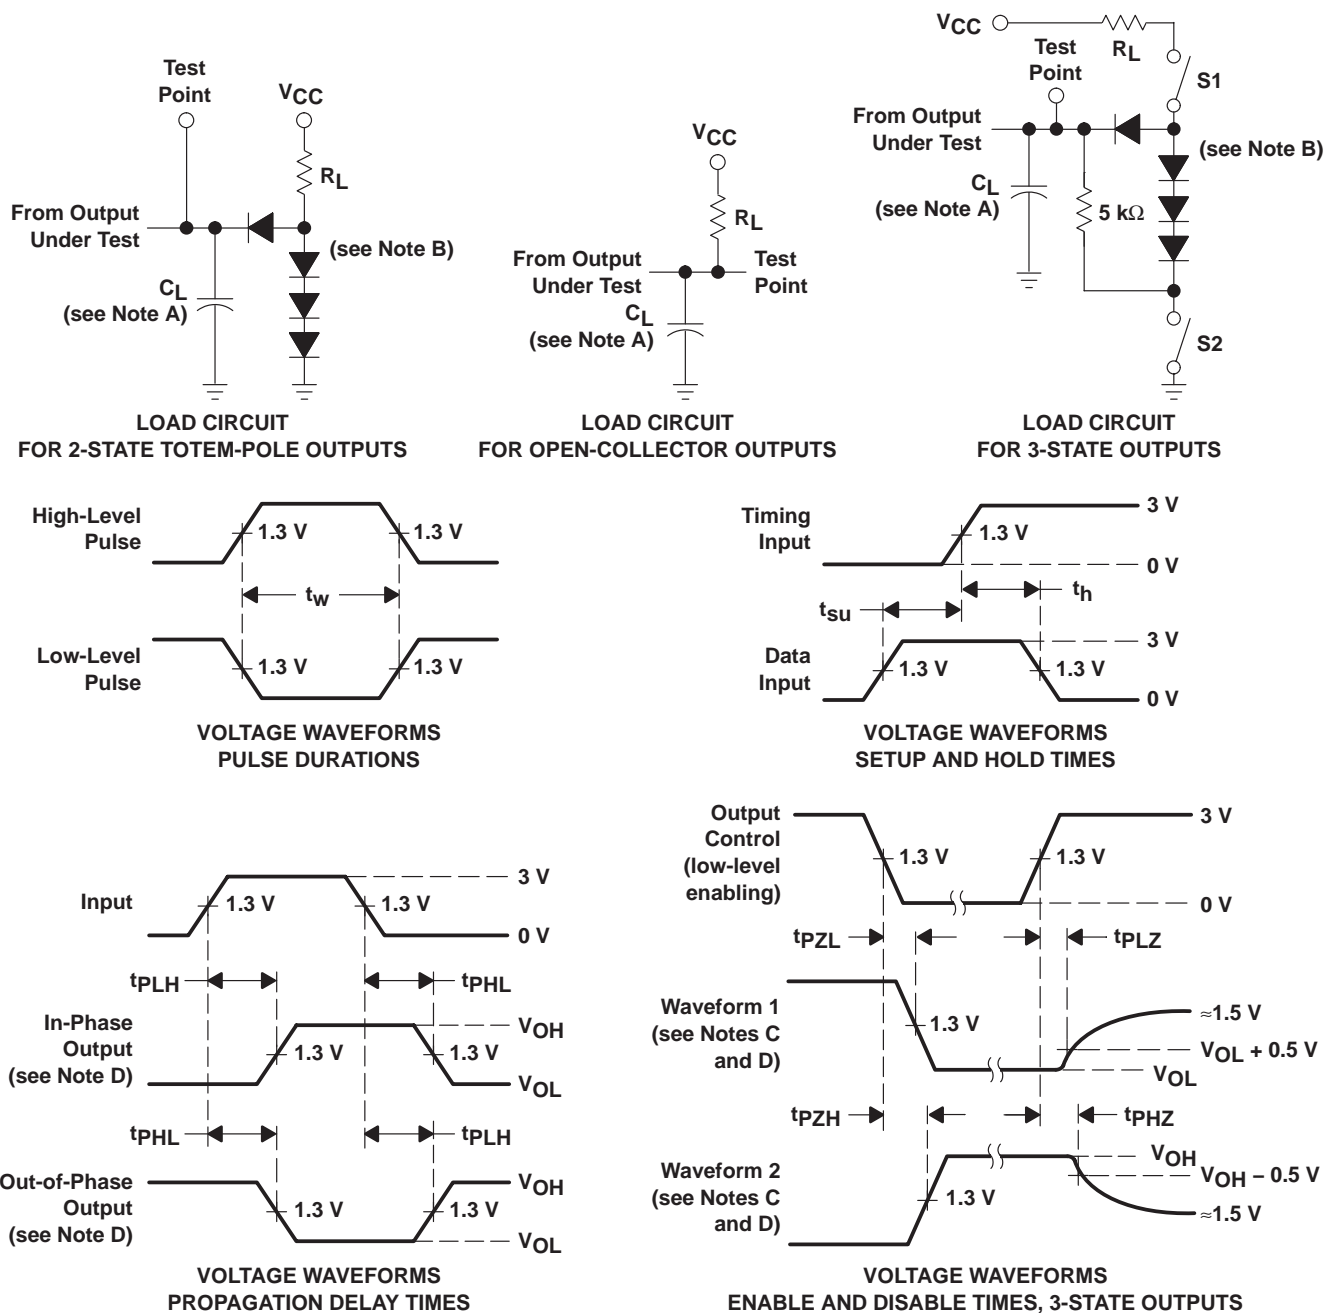 Test
Point
VCC
RL
From Output
Under Test
(see Note B)
CL
(see Note A)
LOAD CIRCUIT
FOR 2-STATE TOTEM-POLE OUTPUTS
VCC
RL
From Output
Under Test
Test
Point
CL
(see Note A)
LOAD CIRCUIT
FOR OPEN-COLLECTOR OUTPUTS
VCC
RL
Test
Point
S1
From Output
Under Test
(see Note B)
CL
(see Note A)
5 kΩ
S2
LOAD CIRCUIT
FOR 3-STATE OUTPUTS
High-Level
Pulse
1.3 V
1.3 V
tw
Low-Level
Pulse
1.3 V
1.3 V
VOLTAGE WAVEFORMS
PULSE DURATIONS
Timing
Input
1.3 V
3 V
0 V
th
tsu
Data
Input
1.3 V
1.3 V
3 V
0 V
VOLTAGE WAVEFORMS
SETUP AND HOLD TIMES
Input
1.3 V
1.3 V
3 V
0 V
tPLH
tPHL
In-Phase
Output
(see Note D)
1.3 V
1.3 V
VOH
VOL
tPHL
tPLH
Out-of-Phase
Output
(see Note D)
1.3 V
1.3 V
VOH
VOL
VOLTAGE WAVEFORMS
PROPAGATION DELAY TIMES
Output
Control
(low-level
enabling)
1.3 V
1.3 V
3 V
0 V
tPZL
tPLZ
Waveform 1
(see Notes C
and D)
1.3 V
≈1.5 V
VOL + 0.5 V
VOL
tPZH
tPHZ
Waveform 2
(see Notes C
and D)
1.3 V
VOH
VOH – 0.5 V
≈1.5 V
VOLTAGE WAVEFORMS
ENABLE AND DISABLE TIMES, 3-STATE OUTPUTS